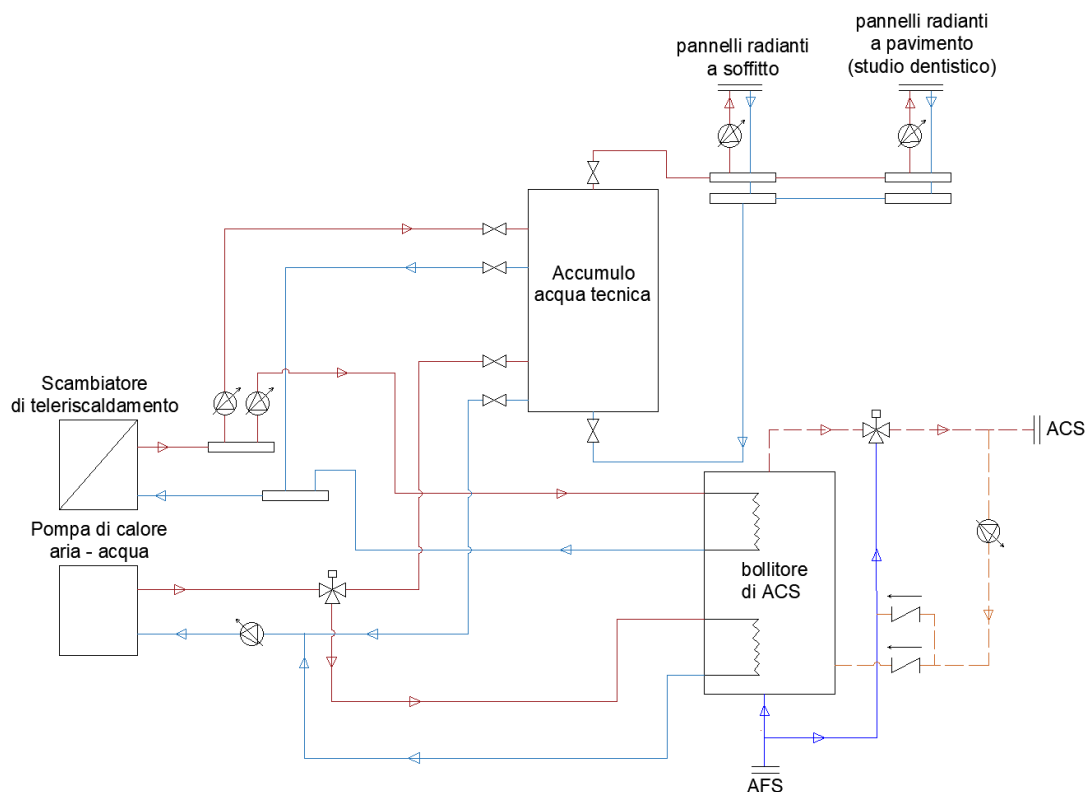 pannelli radianti
a soffitto
pannelli radianti
a pavimento
(studio dentistico)
Accumulo
acqua tecnica
Scambiatore
di teleriscaldamento
ACS
Pompa di calore
aria - acqua
bollitore
di ACS
AFS